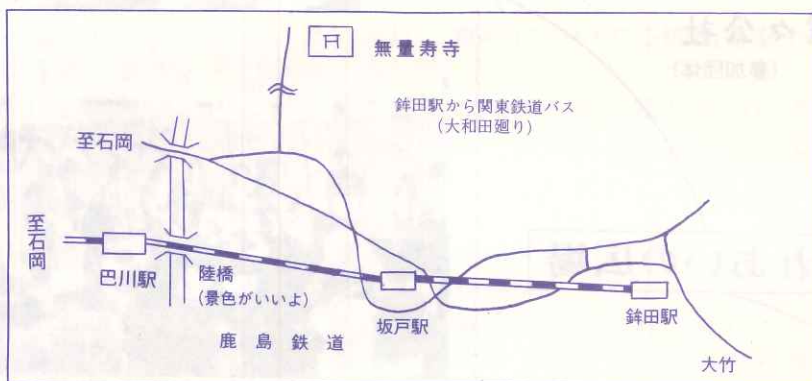 無量寿寺
鉾田駅から関東鉄道バス
(大和田廻り)
至石岡
至石岡
巴川駅
陸橋
(景色がいいよ)
坂戸駅
鉾田駅
鹿島鉄道
大竹